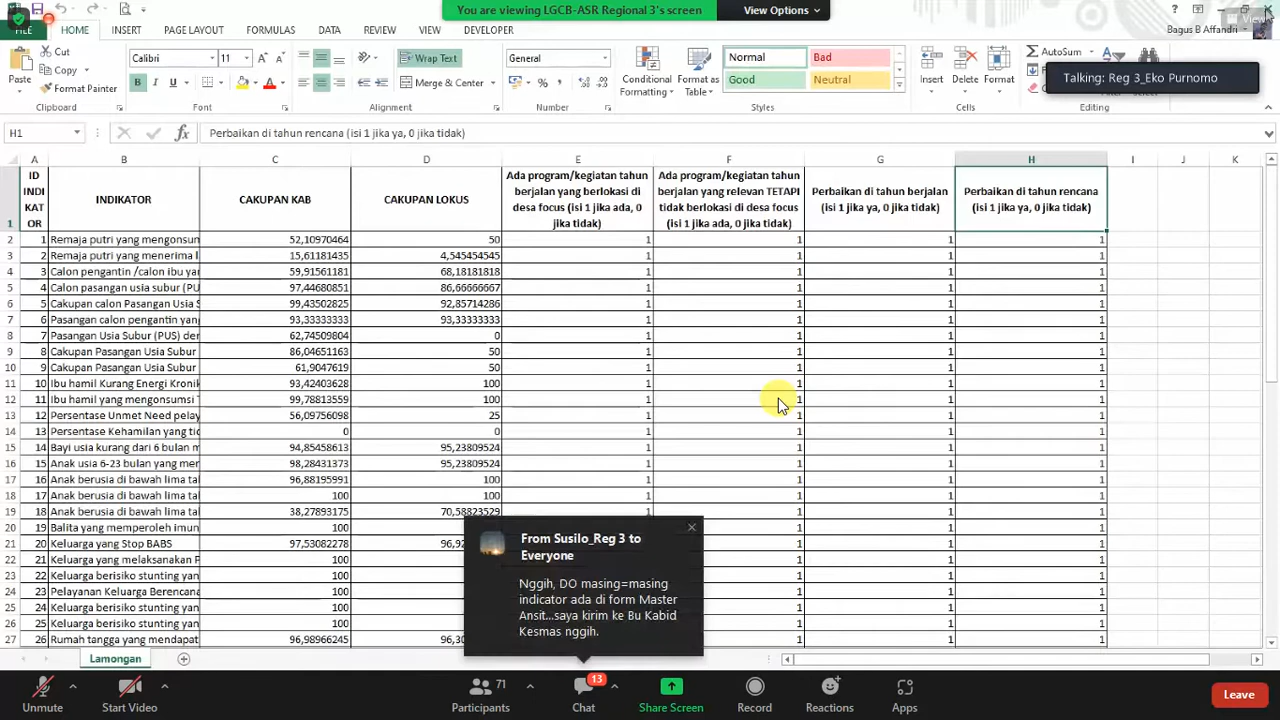 You are viewing LGCB-ASR Regional 3's screen
View Options
View
Bagus B Affandri
FILE HOME INSERT PAGE LAYOUT FORMULAS DATA REVIEW VIEW DEVELOPER
Cut
Copy
Format Painter
Paste
Calibri 11
B I U
Wrap Text
Merge & Center
General
Conditional Formatting
Normal Bad
Good Neutral
Insert Delete Format
AutoSum
Talking: Reg 3_Eko Purnomo
Clipboard Font Alignment Number Styles Cells Editing
H1 Perbaikan di tahun rencana (isi 1 jika ya, 0 jika tidak)
A B C D E F G H I J K
1 ID INDIKATOR INDIKATOR CAKUPAN KAB CAKUPAN LOKUS Ada program/kegiatan tahun berjalan yang berlokasi di desa focus (isi 1 jika ada, 0 jika tidak) Ada program/kegiatan tahun berjalan yang relevan TETAPI tidak berlokasi di desa focus (isi 1 jika ada, 0 jika tidak) Perbaikan di tahun berjalan (isi 1 jika ya, 0 jika tidak) Perbaikan di tahun rencana (isi 1 jika ya, 0 jika tidak)
2 1 Remaja putri yang mengonsum 52,10970464 50 1 1 1 1
3 2 Remaja putri yang menerima l 15,61181435 4,545454545 1 1 1 1
4 3 Calon pengantin /calon ibu ya 59,91561181 68,18181818 1 1 1 1
5 4 Calon pasangan usia subur (PU 97,44680851 86,66666667 1 1 1 1
6 5 Cakupan calon Pasangan Usia S 99,43502825 92,85714286 1 1 1 1
7 6 Pasangan calon pengantin yang 93,33333333 93,33333333 1 1 1 1
8 7 Pasangan Usia Subur (PUS) der 62,74509804 0 1 1 1 1
9 8 Cakupan Pasangan Usia Subur 86,04651163 50 1 1 1 1
10 9 Cakupan Pasangan Usia Subur 61,9047619 50 1 1 1 1
11 10 Ibu hamil Kurang Energi Kronik 93,42403628 100 1 1 1 1
12 11 Ibu hamil yang mengonsumsi T 99,78813559 100 1 1 1 1
13 12 Persentase Unmet Need pelay 56,09756098 25 1 1 1 1
14 13 Persentase Kehamilan yang tic 0 0 1 1 1 1
15 14 Bayi usia kurang dari 6 bulan m 94,85458613 95,23809524 1 1 1 1
16 15 Anak usia 6-23 bulan yang mer 98,28431373 95,23809524 1 1 1 1
17 16 Anak berusia di bawah lima tal 96,88195991 100 1 1 1 1
18 17 Anak berusia di bawah lima tal 100 100 1 1 1 1
19 18 Anak berusia di bawah lima tal 38,27893175 70,58823529 1 1 1 1
20 19 Balita yang memperoleh imun 100 1 1
21 20 Keluarga yang Stop BABS 97,53082278 96,92 1 1 1
22 21 Keluarga yang melaksanakan P 100 1 1 1
23 22 Keluarga berisiko stunting yan 100 1 1 1
24 23 Pelayanan Keluarga Berencana 100 1 1 1
25 24 Keluarga berisiko stunting yan 100 1 1 1
26 25 Keluarga berisiko stunting yan 100 1 1 1
27 26 Rumah tangga yang mendapat 96,98966245 96,30 1 1 1
From Susilo_Reg 3 to
Everyone
Nggih, DO masing=masing
indicator ada di form Master
Ansit...saya kirim ke Bu Kabid
Kesmas nggih.
Lamongan
Unmute
Start Video
71
Participants
13
Chat
Share Screen
Record
Reactions
Apps
Leave